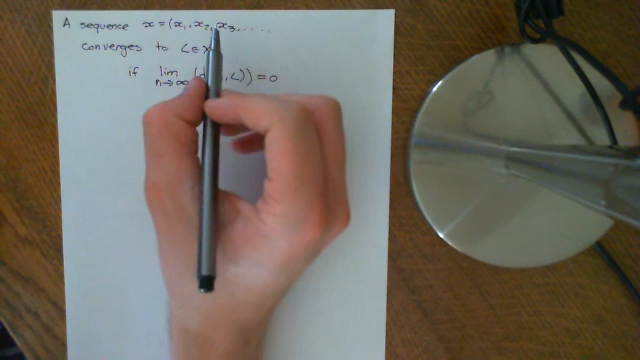 A sequence x = (x₁, x₂, x₃, .....
converges to L ∈ X
if lim n→∞ (d , L)) = 0